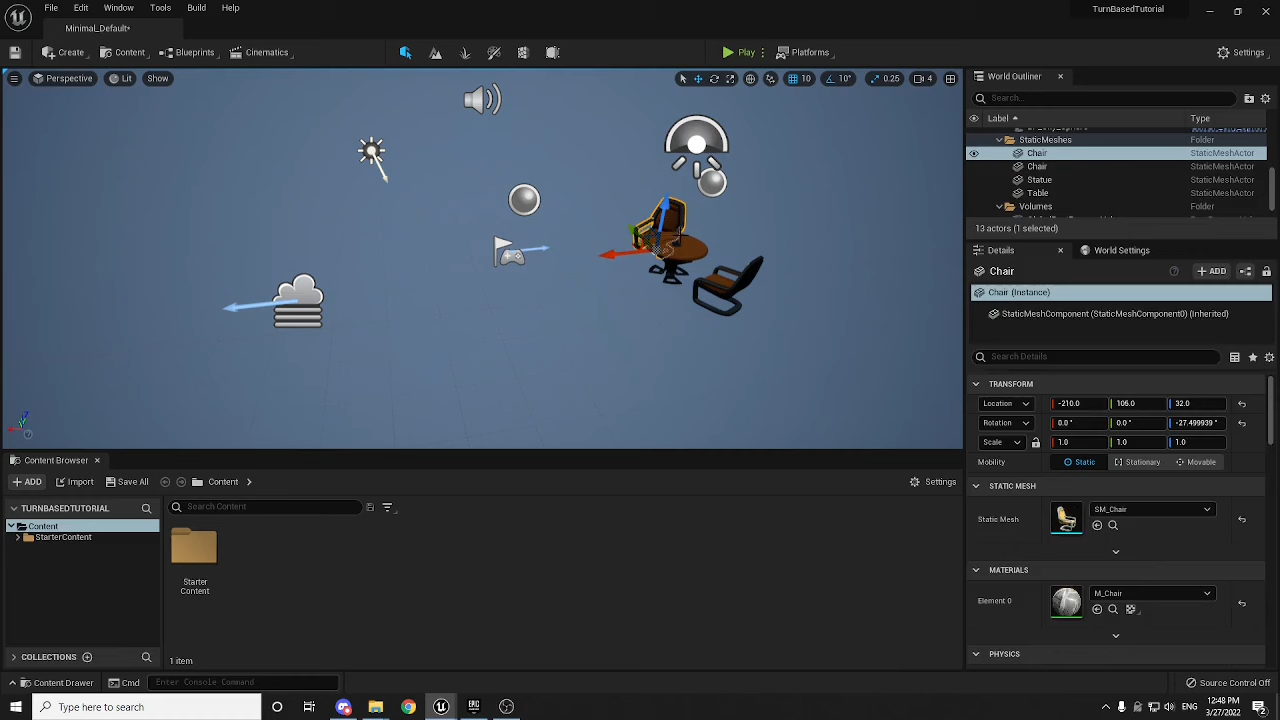 File Edit Window Tools Build Help
TurnBasedTutorial
Minimal_Default*
Create Content Blueprints Cinematics Play Platforms Settings
Perspective Lit Show 10 10° 0.25 4
World Outliner
Search...
Label Type
StaticMeshes Folder
Chair StaticMeshActor
Chair StaticMeshActor
Statue StaticMeshActor
Table StaticMeshActor
Volumes Folder
13 actors (1 selected)
Details World Settings
Chair ADD
Chair (Instance)
StaticMeshComponent (StaticMeshComponent0) (Inherited)
Search Details
TRANSFORM
Location -210.0 106.0 32.0
Rotation 0.0 ° 0.0 ° -27.499939 °
Scale 1.0 1.0 1.0
Mobility Static Stationary Movable
STATIC MESH
Static Mesh SM_Chair
MATERIALS
Element 0 M_Chair
PHYSICS
Content Browser
ADD Import Save All Content Settings
TURNBASEDTUTORIAL
Search Content
Content
StarterContent
Starter
Content
COLLECTIONS
1 item
Content Drawer Cmd Enter Console Command Source Control Off
Type here to search
12:48 PM
3/27/2022